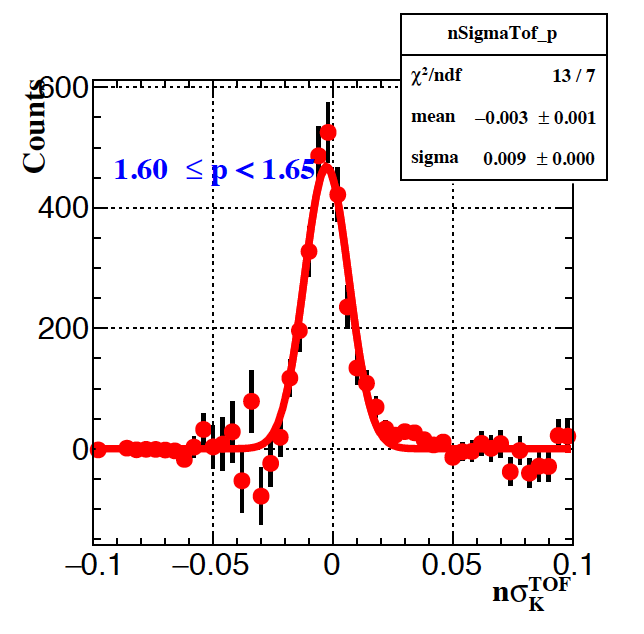 nSigmaTof_p
χ²/ndf 13 / 7
mean −0.003 ± 0.001
sigma 0.009 ± 0.000
Counts
1.60 ≤ p < 1.65
600
400
200
0
−0.1 −0.05 0 0.05 0.1
nσ_K^TOF